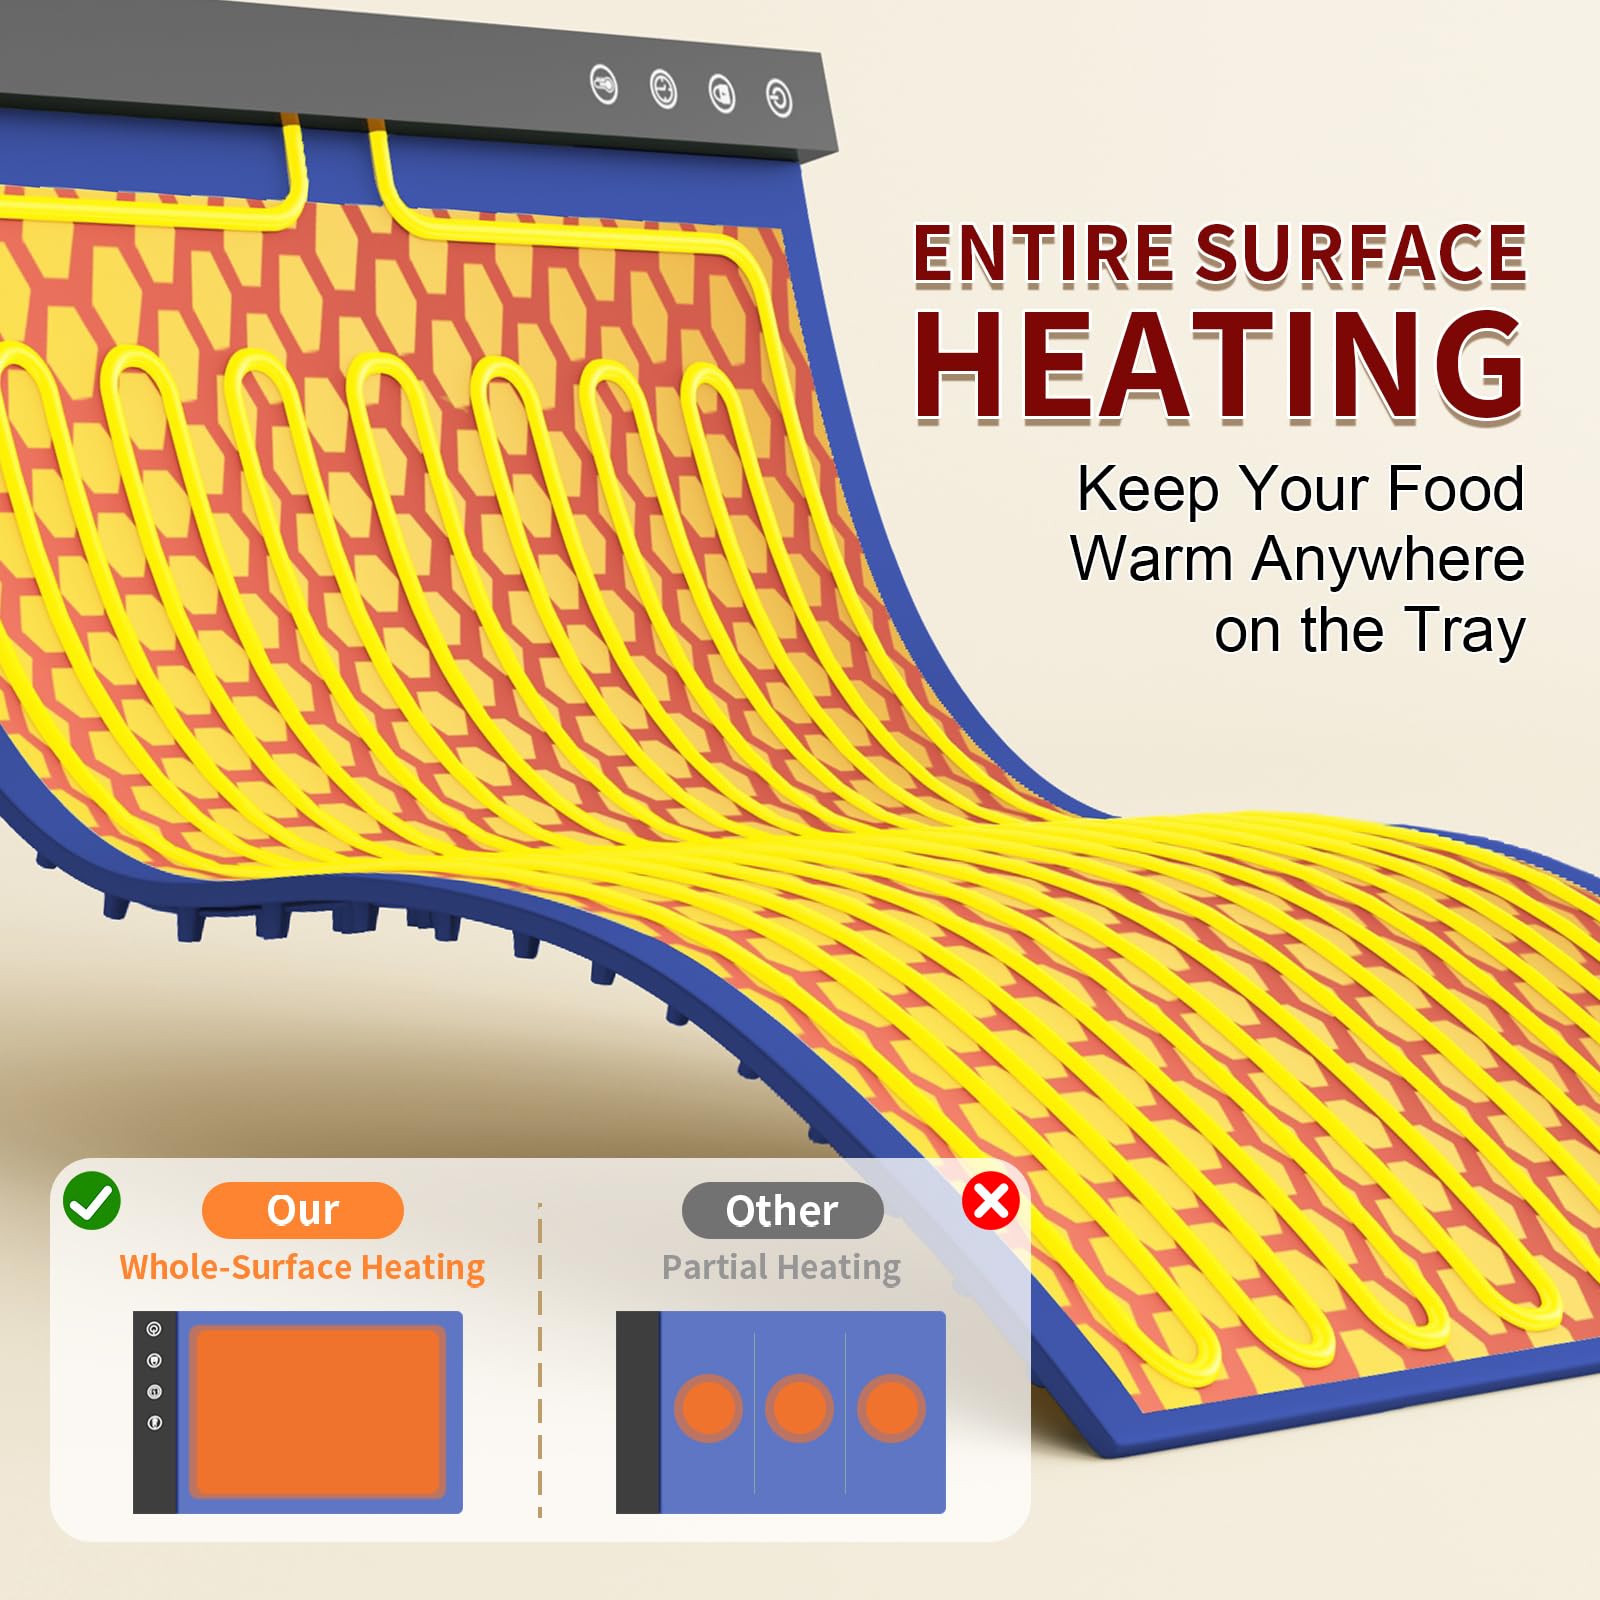 ENTIRE SURFACE
HEATING
Keep Your Food
Warm Anywhere
on the Tray
Our
Whole-Surface Heating
Other
Partial Heating